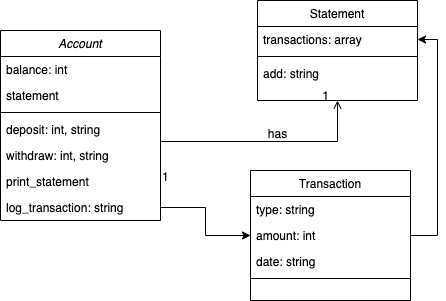 Statement
transactions: array
add: string
1
Account
balance: int
statement
deposit: int, string
withdraw: int, string
print_statement
log_transaction: string
has
1
Transaction
type: string
amount: int
date: string